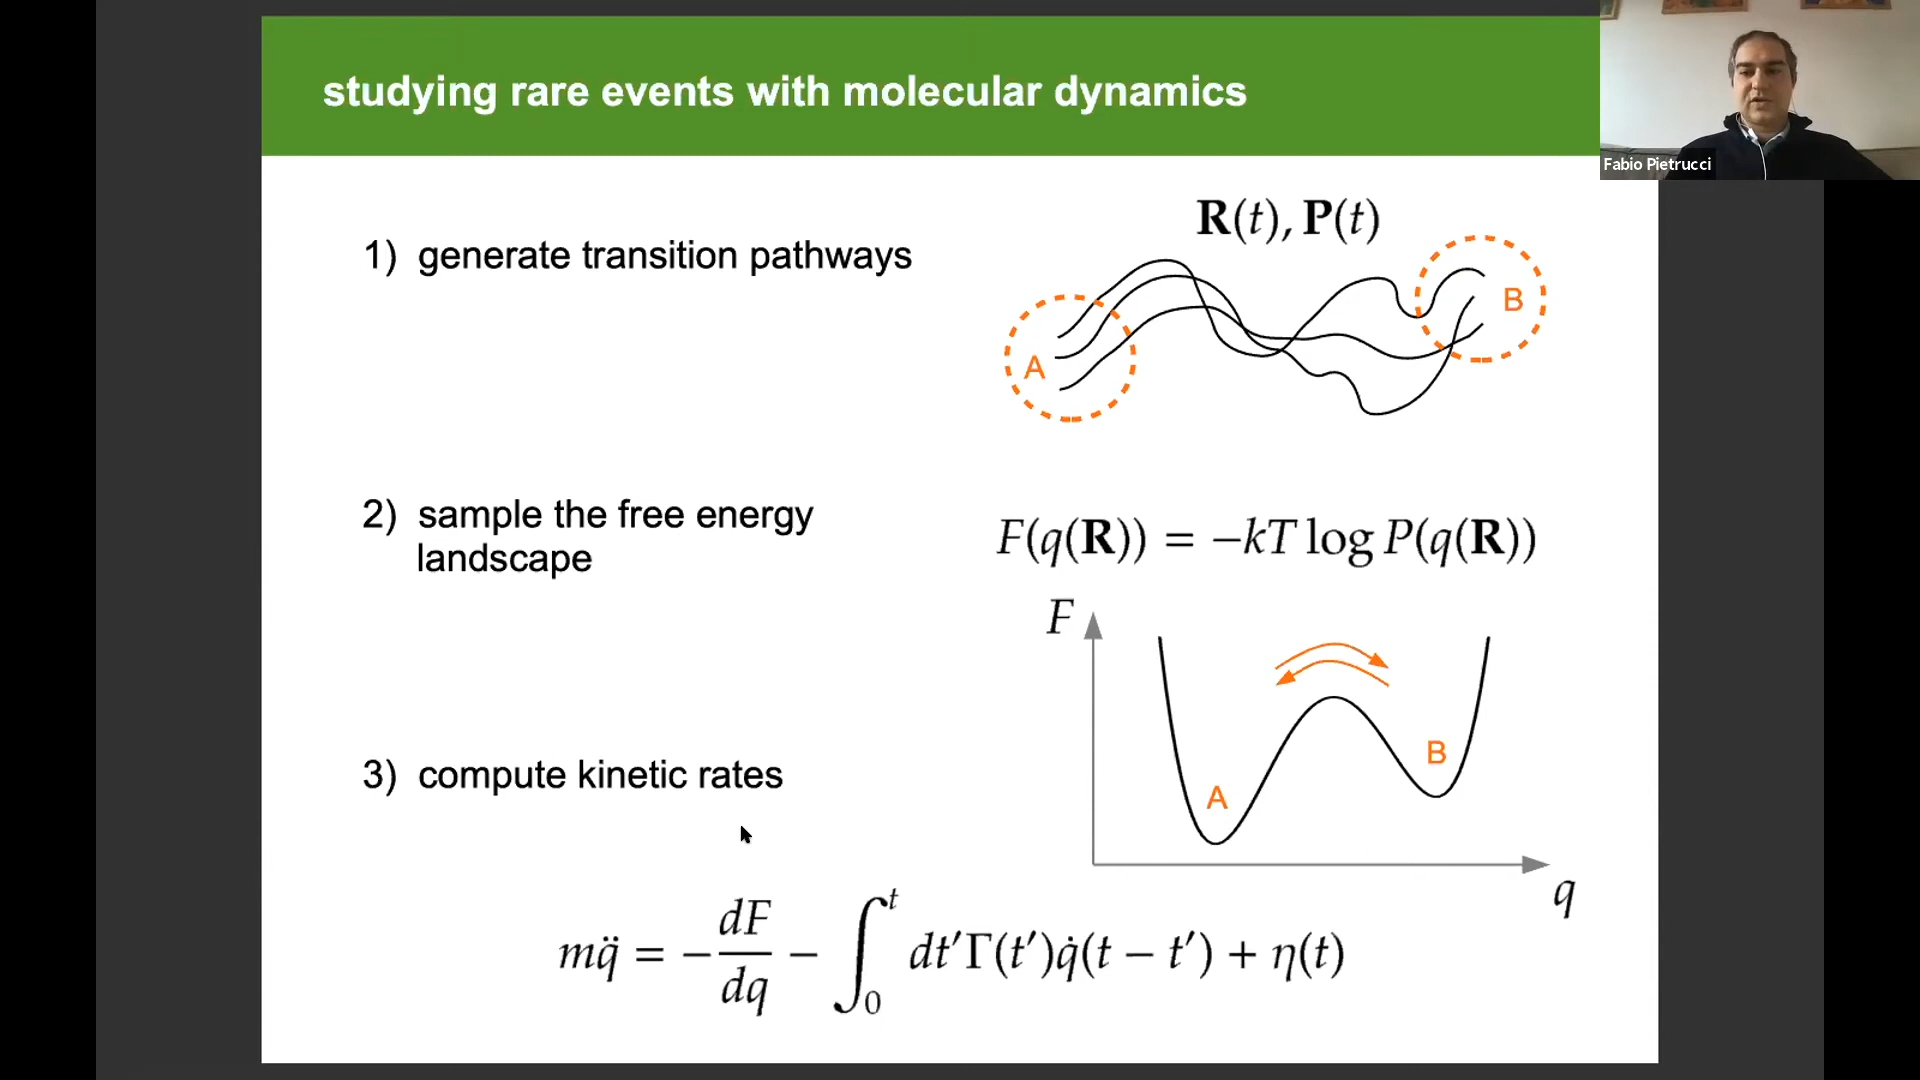 studying rare events with molecular dynamics
Fabio Pietrucci
1) generate transition pathways
R(t), P(t)
A
B
2) sample the free energy
landscape
F(q(R)) = −kT log P(q(R))
F
A
B
q
3) compute kinetic rates
mq̈ = −dF/dq − ∫₀ᵗ dt′Γ(t′)q̇(t − t′) + η(t)